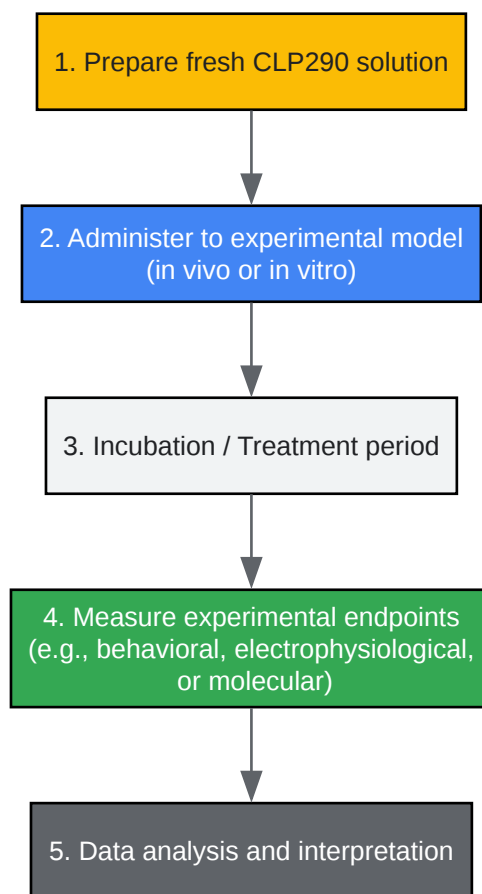 1. Prepare fresh CLP290 solution
2. Administer to experimental model
(in vivo or in vitro)
3. Incubation / Treatment period
4. Measure experimental endpoints
(e.g., behavioral, electrophysiological,
or molecular)
5. Data analysis and interpretation